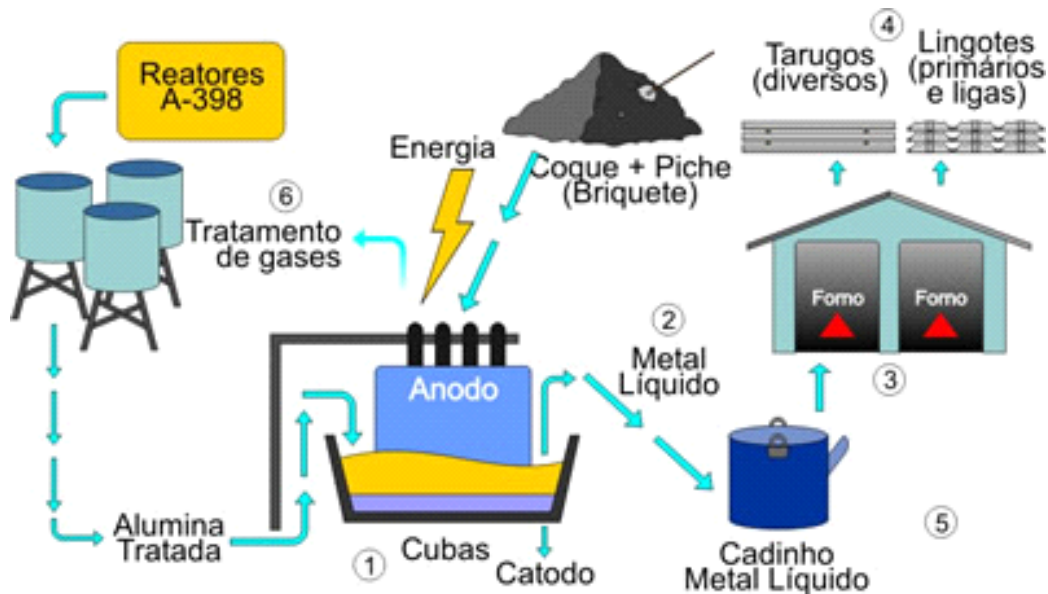 Reatores
A-398
Energia
Coque + Piche
(Briquete)
4
Tarugos
(diversos)
Lingotes
(primários
e ligas)
6
Tratamento
de gases
Forno
Forno
2
Metal
Líquido
3
Anodo
Alumina
Tratada
1
Cubas
Catodo
Cadinho
Metal Líquido
5